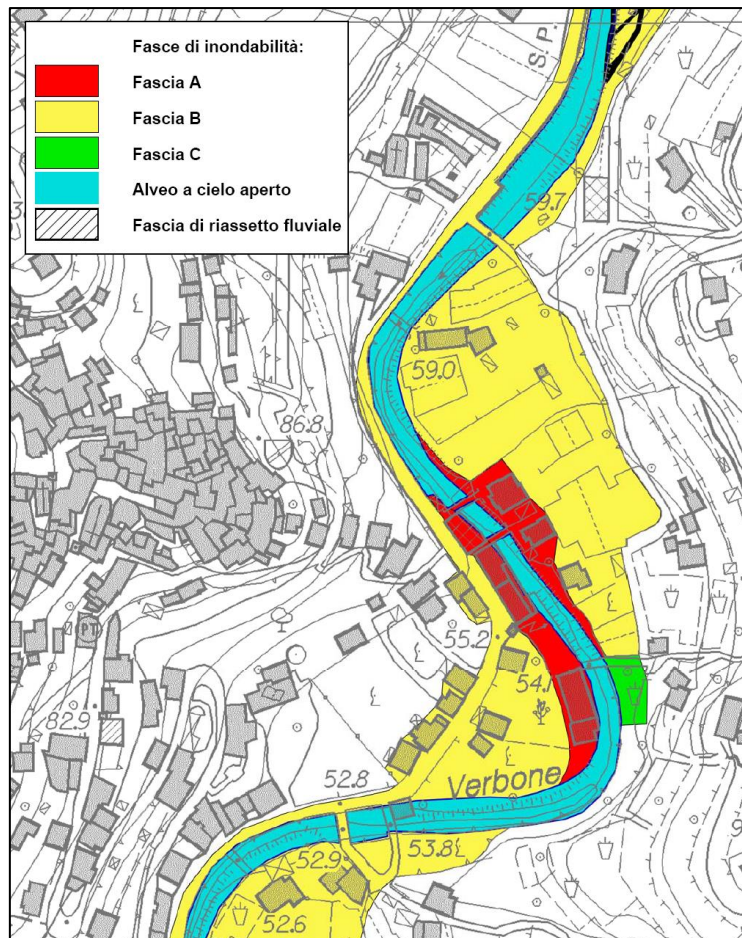 Fasce di inondabilità:
Fascia A
Fascia B
Fascia C
Alveo a cielo aperto
Fascia di riassetto fluviale
S.P.
59.7
59.0
86.8
PT
55.2
54.1
82.9
Verbone
52.8
53.8
52.9
52.6